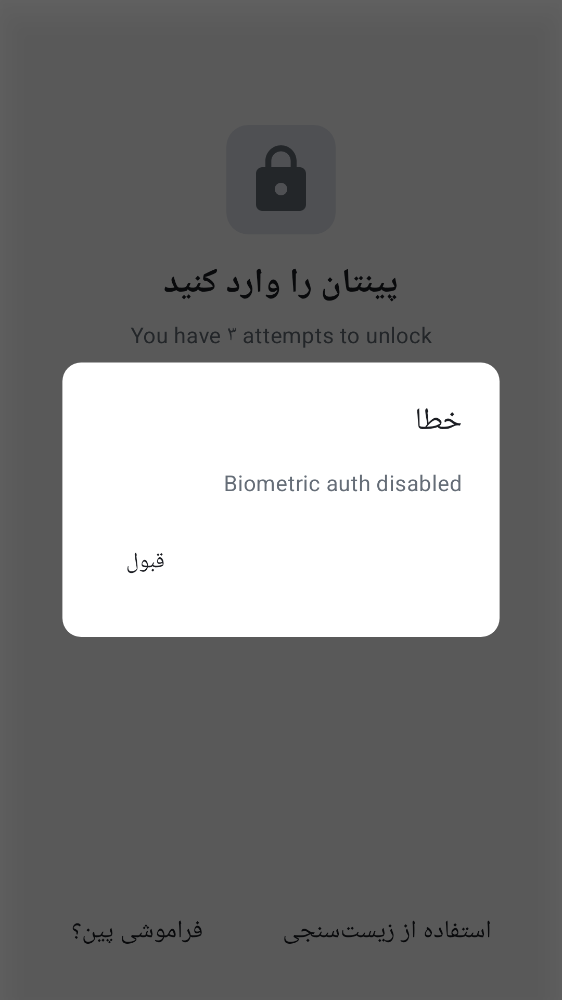 پینتان را وارد کنید
You have ۳ attempts to unlock
خطا
Biometric auth disabled
قبول
استفاده از زیست‌سنجی
فراموشی پین؟